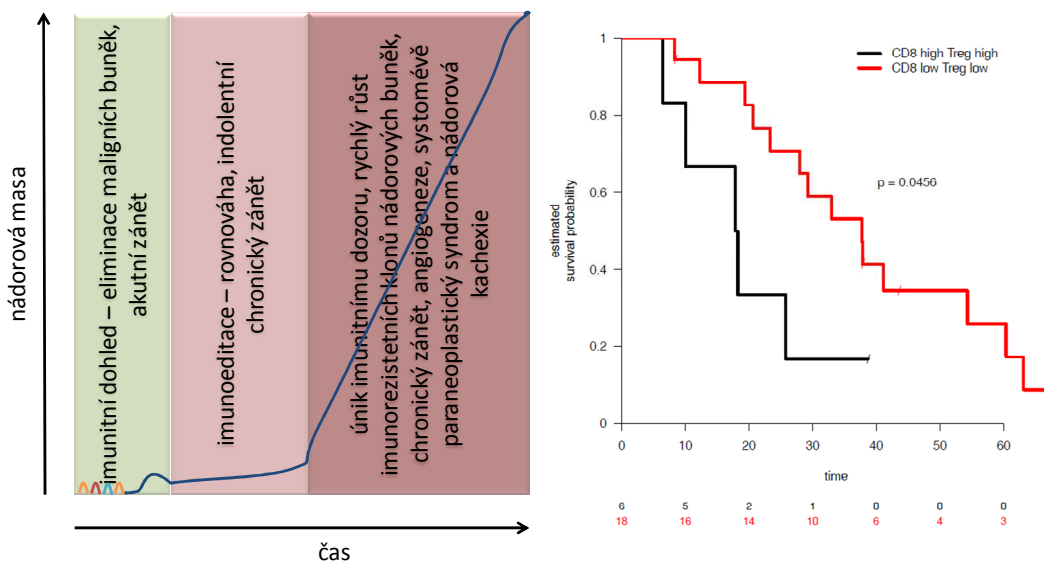 nádorová masa
imunitní dohled – eliminace maligních buněk,
akutní zánět
imunoeditace – rovnováha, indolentní
chronický zánět
únik imunitnímu dozoru, rychlý růst
imunorezistetních klonů nádorových buněk,
chronický zánět, angiogeneze, systomévé
paraneoplastický syndrom a nádorová
kachexie
čas
estimated
survival probability
1
0.8
0.6
0.4
0.2
0
CD8 high Treg high
CD8 low Treg low
p = 0.0456
0 10 20 30 40 50 60
time
6 5 2 1 0 0 0
18 16 14 10 6 4 3